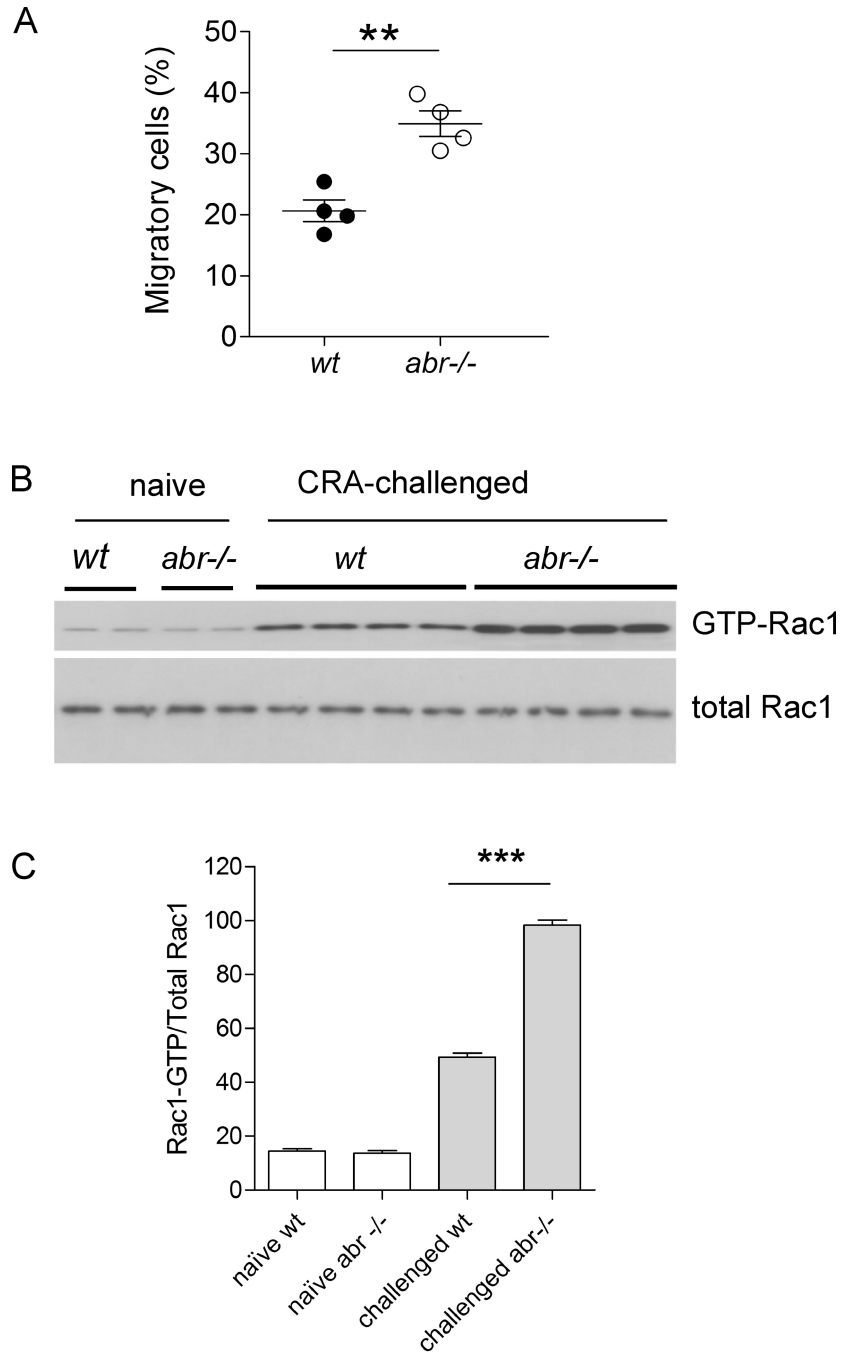 A
**
Migratory cells (%)
50
40
30
20
10
0
wt
abr-/-
B
naive
CRA-challenged
wt
abr-/-
wt
abr-/-
GTP-Rac1
total Rac1
C
***
Rac1-GTP/Total Rac1
120
100
80
60
40
20
0
naïve wt
naïve abr -/-
challenged wt
challenged abr-/-